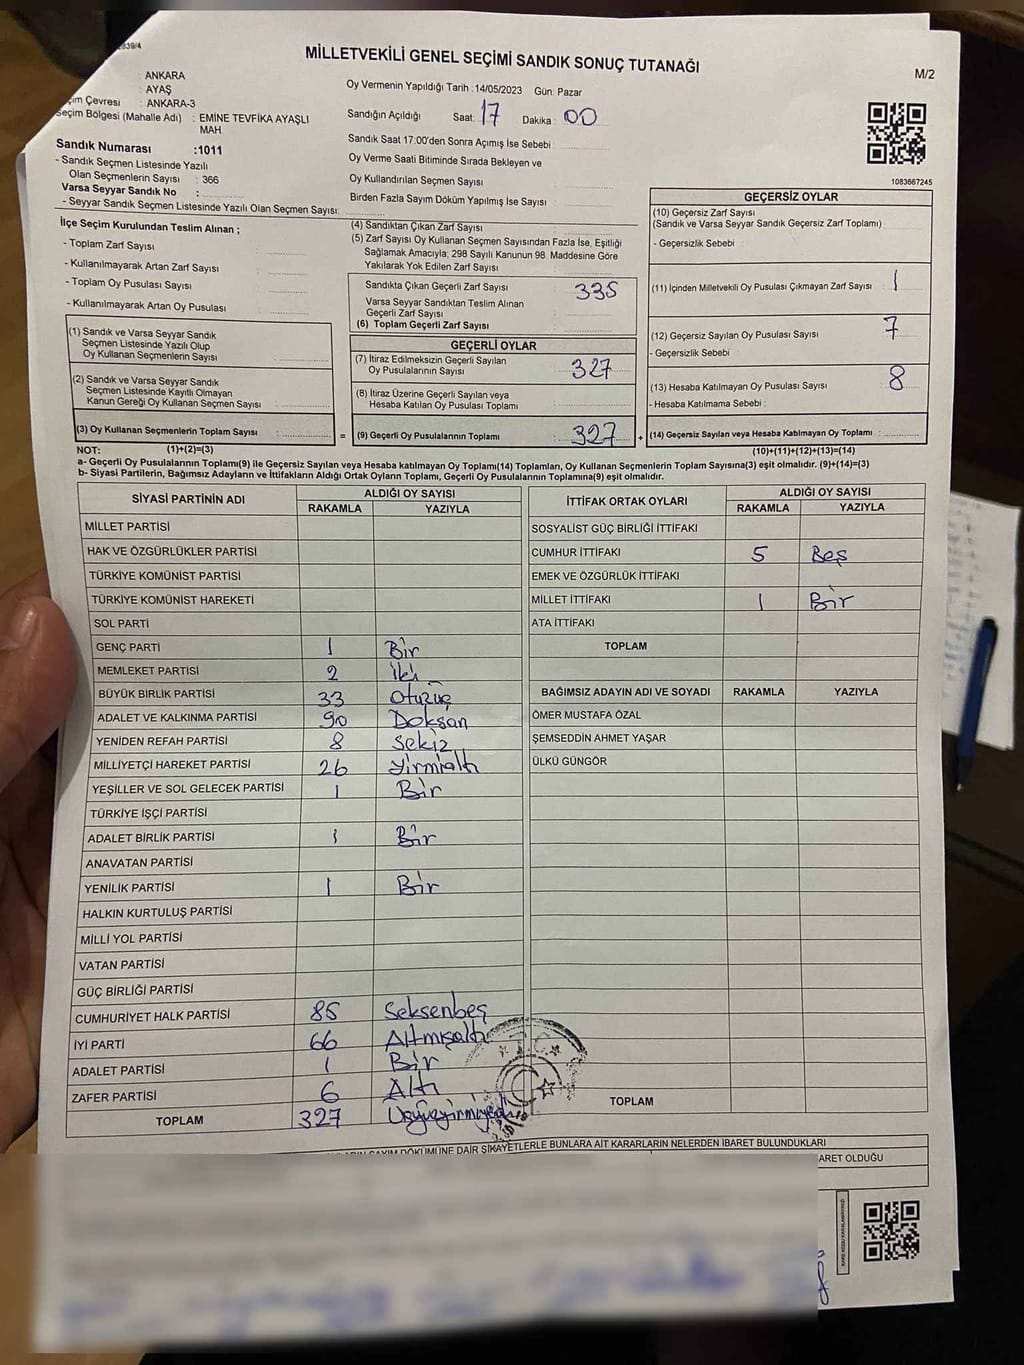 2839/4
MİLLETVEKİLİ GENEL SEÇİMİ SANDIK SONUÇ TUTANAĞI
M/2
: ANKARA
: AYAŞ
çim Çevresi : ANKARA-3
Seçim Bölgesi (Mahalle Adı) : EMİNE TEVFİKA AYAŞLI
MAH.
Sandık Numarası :1011
- Sandık Seçmen Listesinde Yazılı
Olan Seçmenlerin Sayısı : 366
Varsa Seyyar Sandık No :
- Seyyar Sandık Seçmen Listesinde Yazılı Olan Seçmen Sayısı:
Oy Vermenin Yapıldığı Tarih :14/05/2023 Gün: Pazar
Sandığın Açıldığı Saat: 17 Dakika : 00
Sandık Saat 17:00'den Sonra Açımış İse Sebebi :
Oy Verme Saati Bitiminde Sırada Bekleyen ve
Oy Kullandırılan Seçmen Sayısı :
Birden Fazla Sayım Döküm Yapılmış İse Sayısı :
1083667245
İlçe Seçim Kurulundan Teslim Alınan ;
- Toplam Zarf Sayısı :
- Kullanılmayarak Artan Zarf Sayısı :
- Toplam Oy Pusulası Sayısı :
- Kullanılmayarak Artan Oy Pusulası :
(1) Sandık ve Varsa Seyyar Sandık
Seçmen Listesinde Yazılı Olup
Oy Kullanan Seçmenlerin Sayısı :
(2) Sandık ve Varsa Seyyar Sandık
Seçmen Listesinde Kayıtlı Olmayan
Kanun Gereği Oy Kullanan Seçmen Sayısı :
(3) Oy Kullanan Seçmenlerin Toplam Sayısı :
(4) Sandıktan Çıkan Zarf Sayısı :
(5) Zarf Sayısı Oy Kullanan Seçmen Sayısından Fazla İse, Eşitliği
Sağlamak Amacıyla; 298 Sayılı Kanunun 98. Maddesine Göre
Yakılarak Yok Edilen Zarf Sayısı :
Sandıkta Çıkan Geçerli Zarf Sayısı : 335
Varsa Seyyar Sandıktan Teslim Alınan
Geçerli Zarf Sayısı :
(6) Toplam Geçerli Zarf Sayısı :
GEÇERLİ OYLAR
(7) İtiraz Edilmeksizin Geçerli Sayılan
Oy Pusulalarının Sayısı : 327
(8) İtiraz Üzerine Geçerli Sayılan veya
Hesaba Katılan Oy Pusulası Toplamı :
= (9) Geçerli Oy Pusulalarının Toplamı : 327 +
GEÇERSİZ OYLAR
(10) Geçersiz Zarf Sayısı
(Sandık ve Varsa Seyyar Sandık Geçersiz Zarf Toplamı) :
- Geçersizlik Sebebi :
(11) İçinden Milletvekili Oy Pusulası Çıkmayan Zarf Sayısı : 1
(12) Geçersiz Sayılan Oy Pusulası Sayısı : 7
- Geçersizlik Sebebi :
(13) Hesaba Katılmayan Oy Pusulası Sayısı : 8
- Hesaba Katılmama Sebebi :
(14) Geçersiz Sayılan veya Hesaba Katılmayan Oy Toplamı :
NOT: (1)+(2)=(3) (10)+(11)+(12)+(13)=(14)
a- Geçerli Oy Pusulalarının Toplamı(9) ile Geçersiz Sayılan veya Hesaba katılmayan Oy Toplamı(14) Toplamları, Oy Kullanan Seçmenlerin Toplam Sayısına(3) eşit olmalıdır. (9)+(14)=(3)
b- Siyasi Partilerin, Bağımsız Adayların ve İttifakların Aldığı Ortak Oyların Toplamı, Geçerli Oy Pusulalarının Toplamına(9) eşit olmalıdır.
SİYASİ PARTİNİN ADI ALDIĞI OY SAYISI
RAKAMLA YAZIYLA
MİLLET PARTİSİ
HAK VE ÖZGÜRLÜKLER PARTİSİ
TÜRKİYE KOMÜNİST PARTİSİ
TÜRKİYE KOMÜNİST HAREKETİ
SOL PARTİ
GENÇ PARTİ 1 Bir
MEMLEKET PARTİSİ 2 iki
BÜYÜK BİRLİK PARTİSİ 33 otuzüç
ADALET VE KALKINMA PARTİSİ 90 Doksan
YENİDEN REFAH PARTİSİ 8 sekiz
MİLLİYETÇİ HAREKET PARTİSİ 26 yirmialtı
YEŞİLLER VE SOL GELECEK PARTİSİ 1 Bir
TÜRKİYE İŞÇİ PARTİSİ
ADALET BİRLİK PARTİSİ 1 Bir
ANAVATAN PARTİSİ
YENİLİK PARTİSİ 1 Bir
HALKIN KURTULUŞ PARTİSİ
MİLLİ YOL PARTİSİ
VATAN PARTİSİ
GÜÇ BİRLİĞİ PARTİSİ
CUMHURİYET HALK PARTİSİ 85 Seksenbeş
İYİ PARTİ 66 Altmışaltı
ADALET PARTİSİ 1 Bir
ZAFER PARTİSİ 6 Altı
TOPLAM 327 Üçyüzyirmiyedi
T.C.
İTTİFAK ORTAK OYLARI ALDIĞI OY SAYISI
RAKAMLA YAZIYLA
SOSYALİST GÜÇ BİRLİĞİ İTTİFAKI
CUMHUR İTTİFAKI 5 Beş
EMEK VE ÖZGÜRLÜK İTTİFAKI
MİLLET İTTİFAKI 1 Bir
ATA İTTİFAKI
TOPLAM
BAĞIMSIZ ADAYIN ADI VE SOYADI RAKAMLA YAZIYLA
ÖMER MUSTAFA ÖZAL
ŞEMSEDDİN AHMET YAŞAR
ÜLKÜ GÜNGÖR
TOPLAM
DÖKÜMÜNE DAİR ŞİKAYETLERLE BUNLARA AİT KARARLARIN NELERDEN İBARET BULUNDUKLARI
ARET OLDUĞU